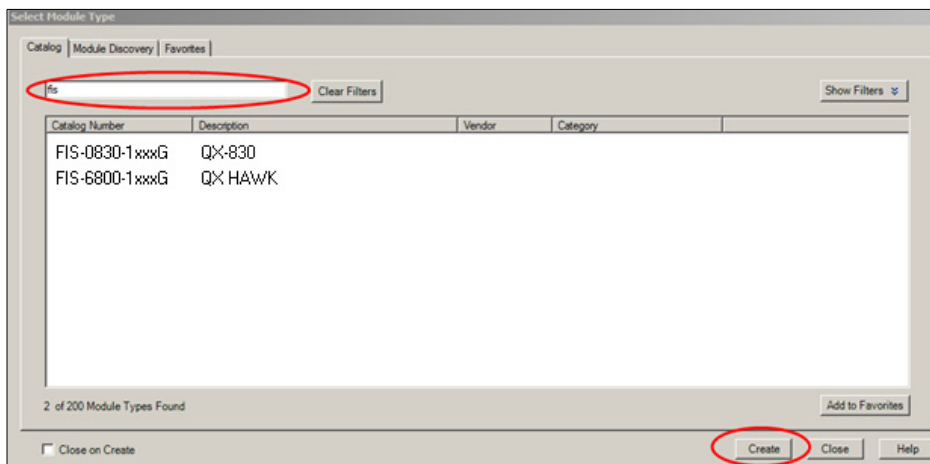 Select Module Type
Catalog Module Discovery Favorites
fis Clear Filters Show Filters
Catalog Number Description Vendor Category
FIS-0830-1xxxG QX-830
FIS-6800-1xxxG QX HAWK
2 of 200 Module Types Found Add to Favorites
Close on Create Create Close Help